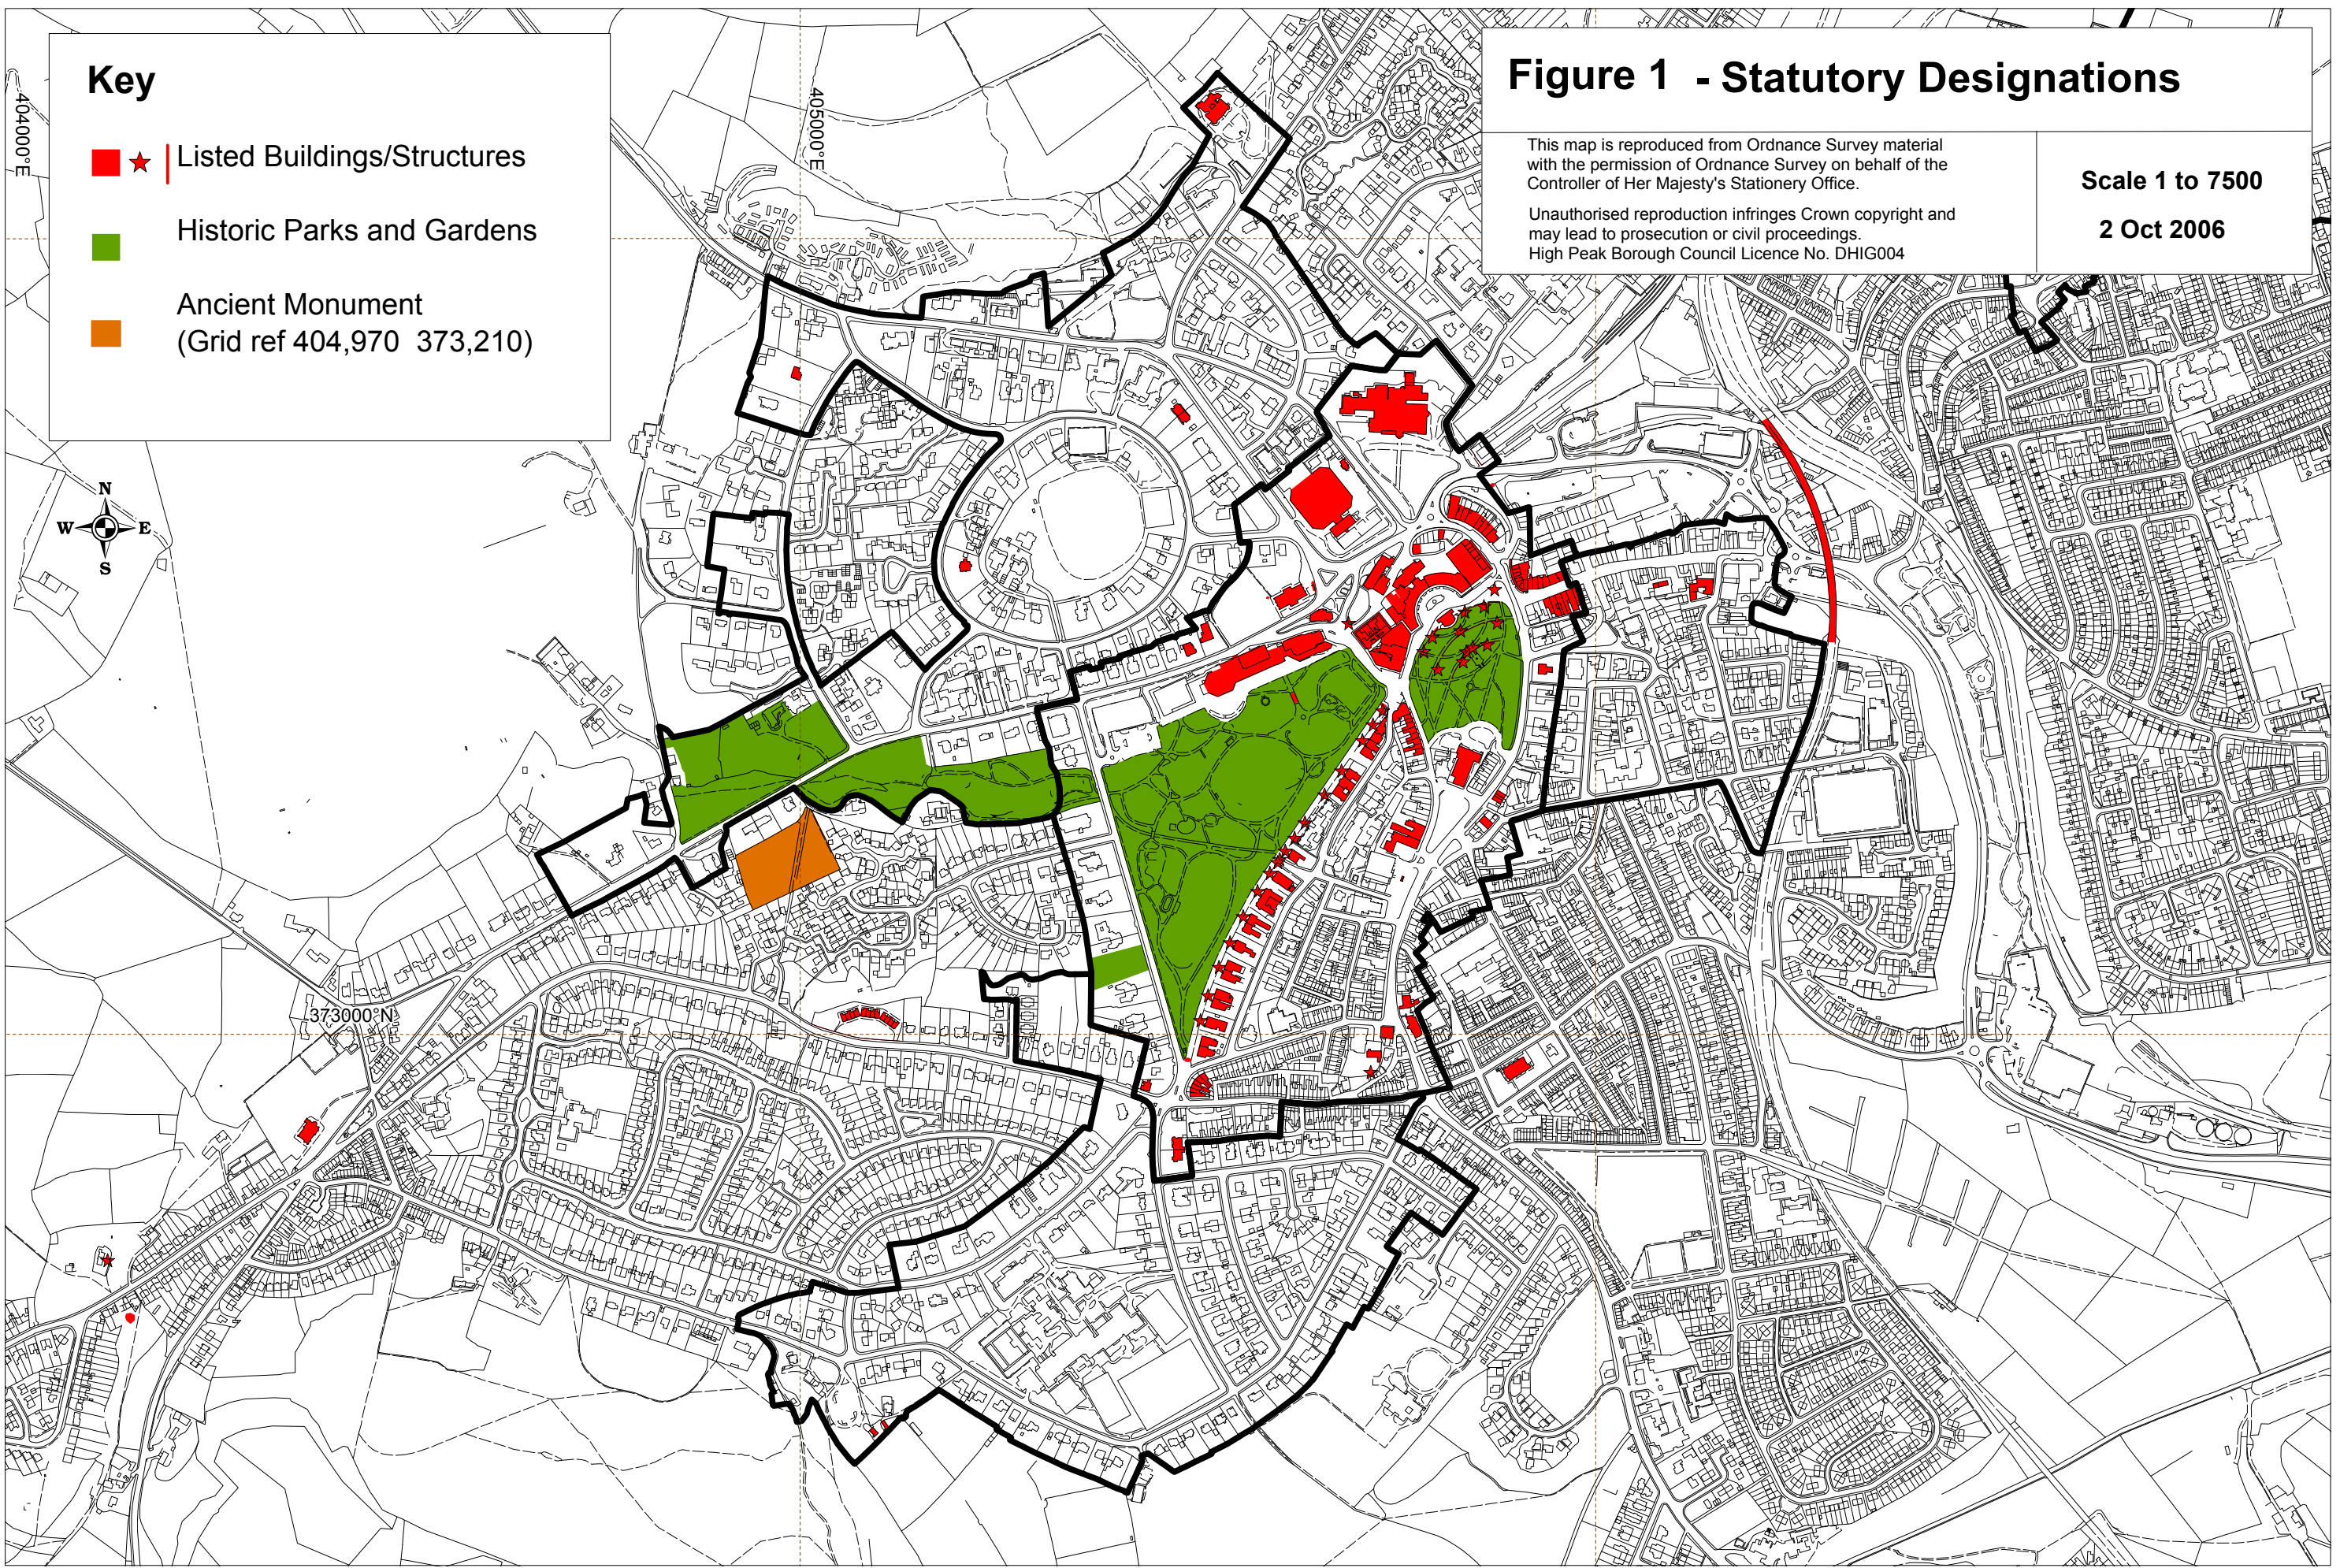 Figure 1 - Statutory Designations
This map is reproduced from Ordnance Survey material
with the permission of Ordnance Survey on behalf of the
Controller of Her Majesty's Stationery Office.
Unauthorised reproduction infringes Crown copyright and
may lead to prosecution or civil proceedings.
High Peak Borough Council Licence No. DHIG004
Scale 1 to 7500
2 Oct 2006
Key
Listed Buildings/Structures
Historic Parks and Gardens
Ancient Monument
(Grid ref 404,970 373,210)
404000°E
405000°E
N
W E
S
373000°N